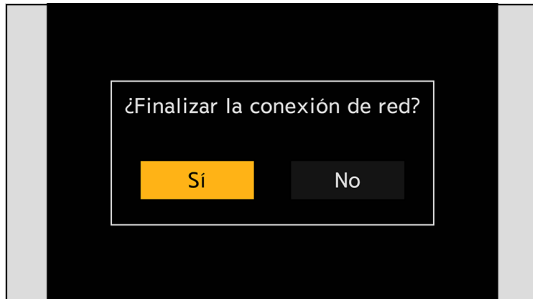 ¿Finalizar la conexión de red?
Sí
No